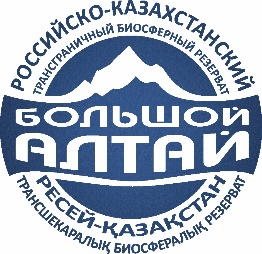 РОССИЙСКО-КАЗАХСТАНСКИЙ
ТРАНСГРАНИЧНЫЙ БИОСФЕРНЫЙ РЕЗЕРВАТ
БОЛЬШОЙ
АЛТАЙ
РЕСЕЙ-ҚАЗАҚСТАН
ТРАНСШЕКАРАЛЫҚ БИОСФЕРАЛЫҚ РЕЗЕРВАТ